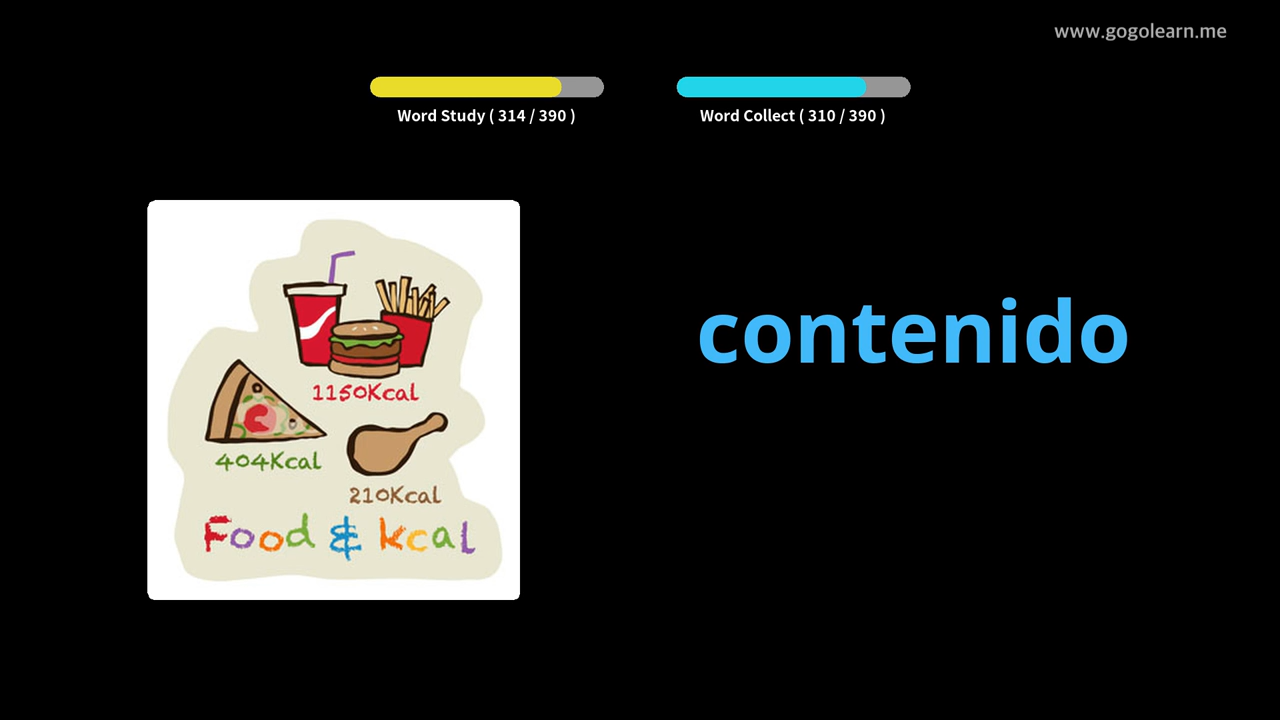 www.gogolearn.me
Word Study ( 314 / 390 )
Word Collect ( 310 / 390 )
1150Kcal
404Kcal
210Kcal
Food & kcal
contenido